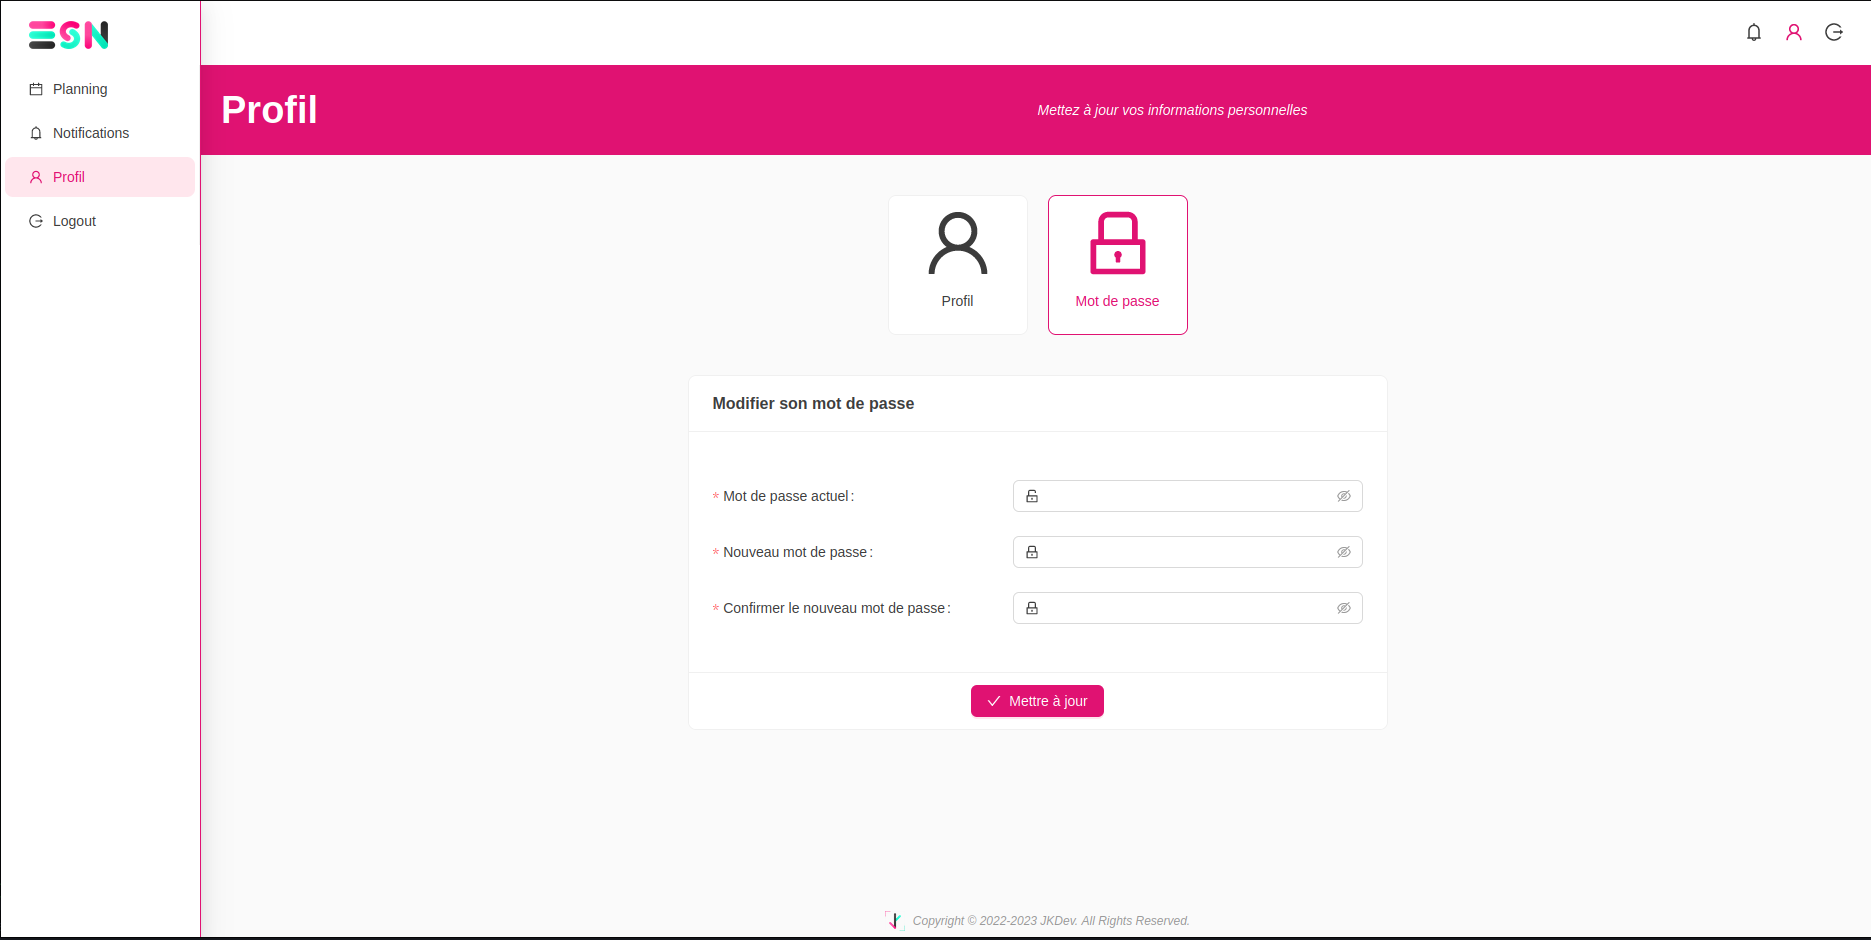 ESN
Planning
Notifications
Profil
Logout
Profil
Mettez à jour vos informations personnelles
Profil
Mot de passe
Modifier son mot de passe
* Mot de passe actuel :
* Nouveau mot de passe :
* Confirmer le nouveau mot de passe :
Mettre à jour
Copyright © 2022-2023 JKDev. All Rights Reserved.